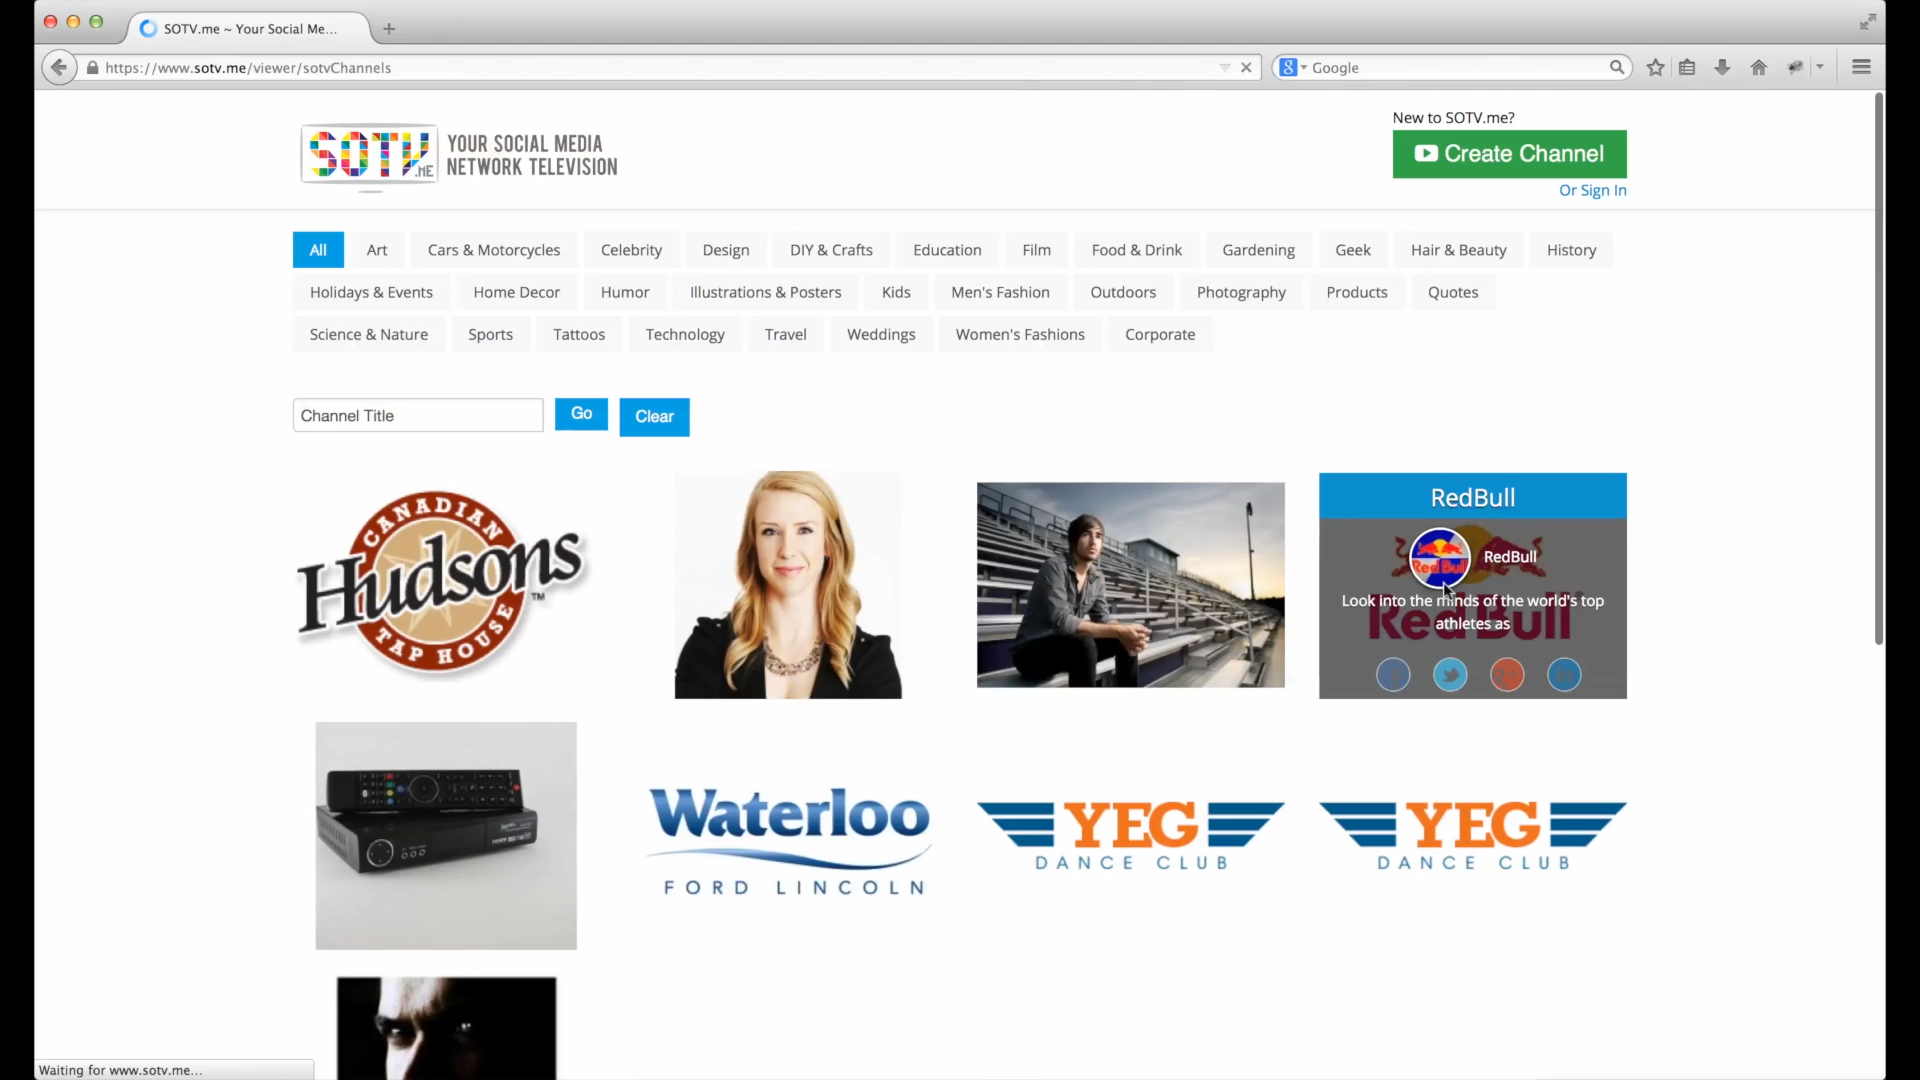 SOTV.me ~ Your Social Me...
https://www.sotv.me/viewer/sotvChannels
Google
SOTV.ME
YOUR SOCIAL MEDIA
NETWORK TELEVISION
New to SOTV.me?
Create Channel
Or Sign In
All Art Cars & Motorcycles Celebrity Design DIY & Crafts Education Film Food & Drink Gardening Geek Hair & Beauty History
Holidays & Events Home Decor Humor Illustrations & Posters Kids Men's Fashion Outdoors Photography Products Quotes
Science & Nature Sports Tattoos Technology Travel Weddings Women's Fashions Corporate
Channel Title Go Clear
CANADIAN
Hudsons TM
TAP HOUSE
RedBull
Red Bull
RedBull
Look into the minds of the world's top
athletes as
Red Bull
Waterloo
FORD LINCOLN
YEG
DANCE CLUB
YEG
DANCE CLUB
Waiting for www.sotv.me...